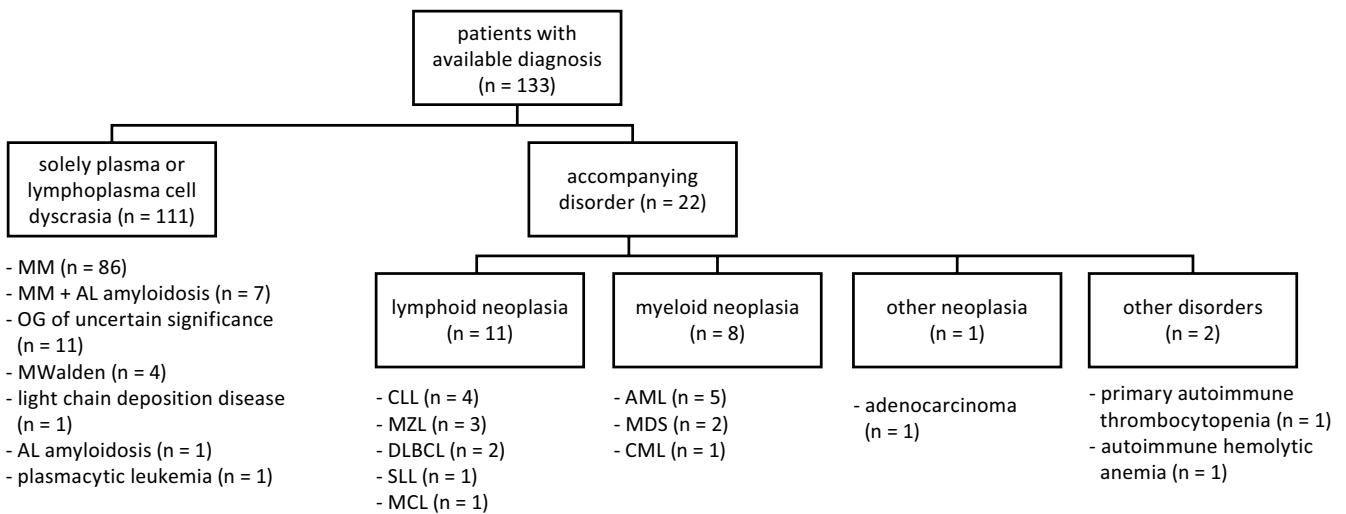 patients with
available diagnosis
(n = 133)
solely plasma or
lymphoplasma cell
dyscrasia (n = 111)
- MM (n = 86)
- MM + AL amyloidosis (n = 7)
- OG of uncertain significance
(n = 11)
- MWalden (n = 4)
- light chain deposition disease
(n = 1)
- AL amyloidosis (n = 1)
- plasmacytic leukemia (n = 1)
accompanying
disorder (n = 22)
lymphoid neoplasia
(n = 11)
- CLL (n = 4)
- MZL (n = 3)
- DLBCL (n = 2)
- SLL (n = 1)
- MCL (n = 1)
myeloid neoplasia
(n = 8)
- AML (n = 5)
- MDS (n = 2)
- CML (n = 1)
other neoplasia
(n = 1)
- adenocarcinoma
(n = 1)
other disorders
(n = 2)
- primary autoimmune
thrombocytopenia (n = 1)
- autoimmune hemolytic
anemia (n = 1)